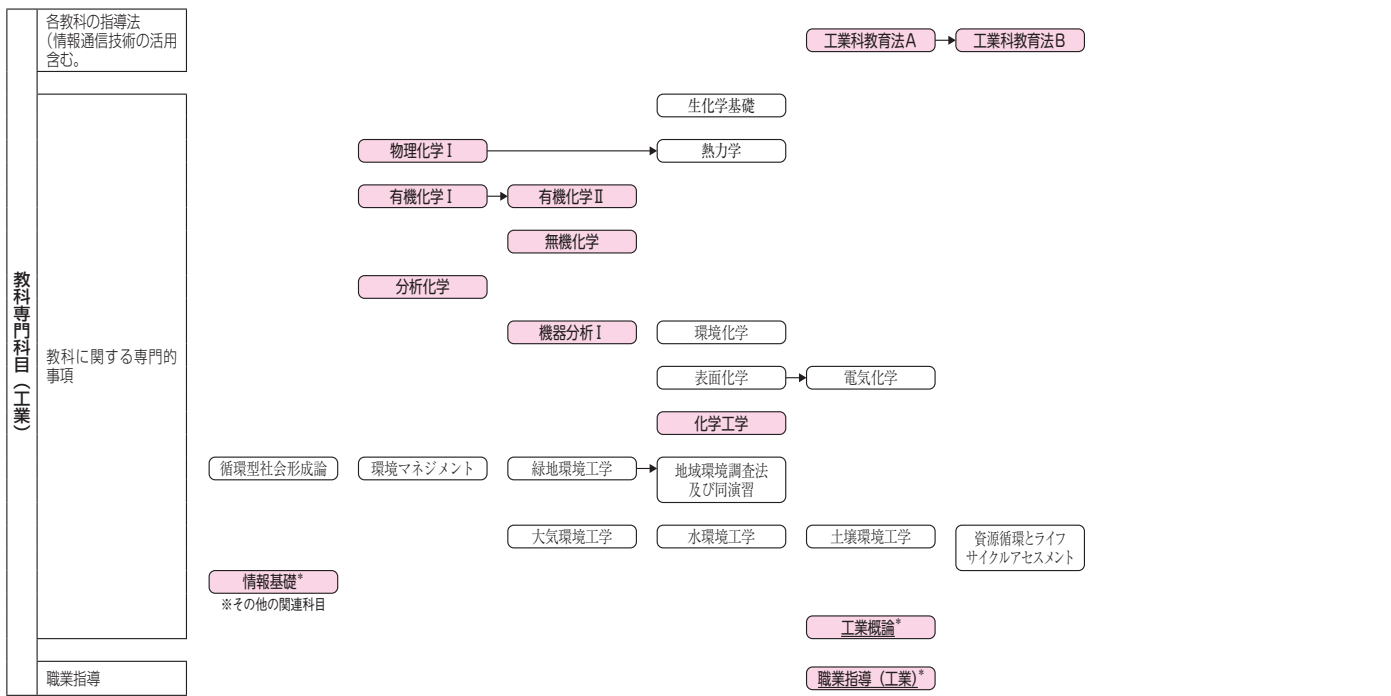 教科専門科目（工業）
各教科の指導法
（情報通信技術の活用
含む。
工業科教育法A
工業科教育法B
教科に関する専門的
事項
生化学基礎
物理化学Ⅰ
熱力学
有機化学Ⅰ
有機化学Ⅱ
無機化学
分析化学
機器分析Ⅰ
環境化学
表面化学
電気化学
化学工学
循環型社会形成論
環境マネジメント
緑地環境工学
地域環境調査法
及び同演習
大気環境工学
水環境工学
土壌環境工学
資源循環とライフ
サイクルアセスメント
情報基礎*
※その他の関連科目
工業概論*
職業指導
職業指導（工業）*